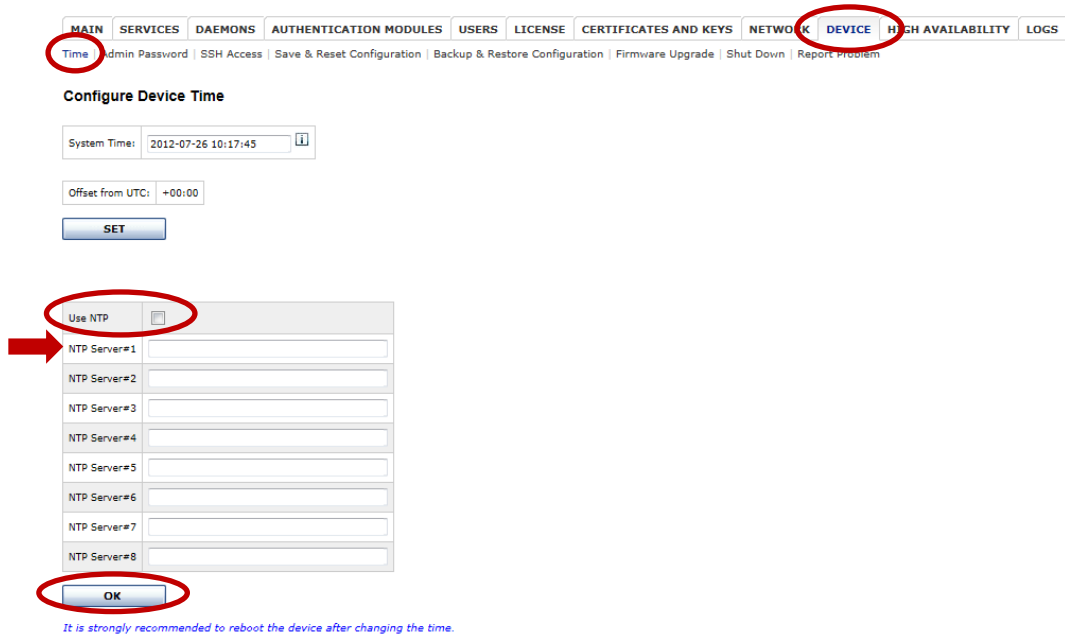 MAIN SERVICES DAEMONS AUTHENTICATION MODULES USERS LICENSE CERTIFICATES AND KEYS NETWORK DEVICE HIGH AVAILABILITY LOGS
Time | Admin Password | SSH Access | Save & Reset Configuration | Backup & Restore Configuration | Firmware Upgrade | Shut Down | Report Problem
Configure Device Time
System Time: 2012-07-26 10:17:45 i
Offset from UTC: +00:00
SET
Use NTP
NTP Server#1
NTP Server#2
NTP Server#3
NTP Server#4
NTP Server#5
NTP Server#6
NTP Server#7
NTP Server#8
OK
It is strongly recommended to reboot the device after changing the time.